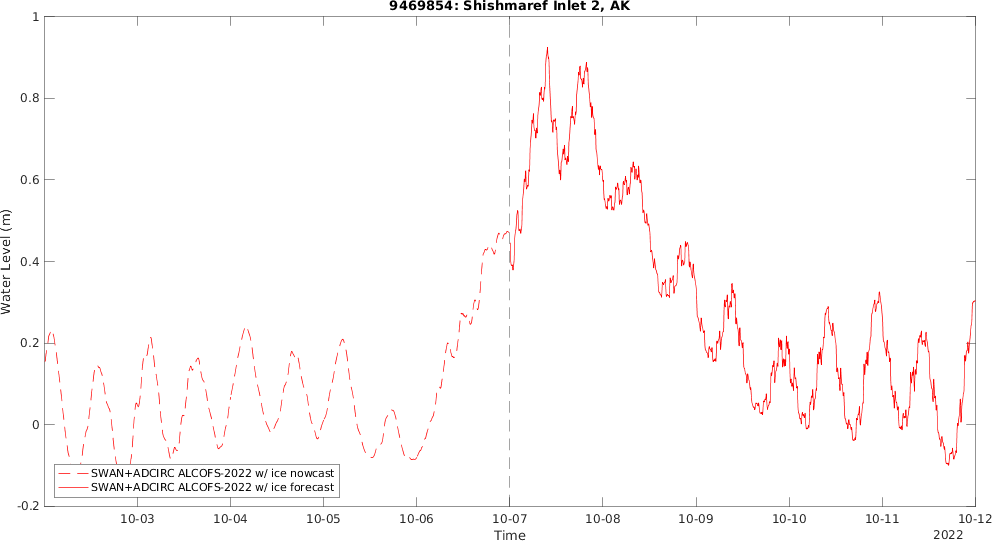 9469854: Shishmaref Inlet 2, AK
Water Level (m)
1
0.8
0.6
0.4
0.2
0
-0.2
SWAN+ADCIRC ALCOFS-2022 w/ ice nowcast
SWAN+ADCIRC ALCOFS-2022 w/ ice forecast
10-03 10-04 10-05 10-06 10-07 10-08 10-09 10-10 10-11 10-12
Time
2022